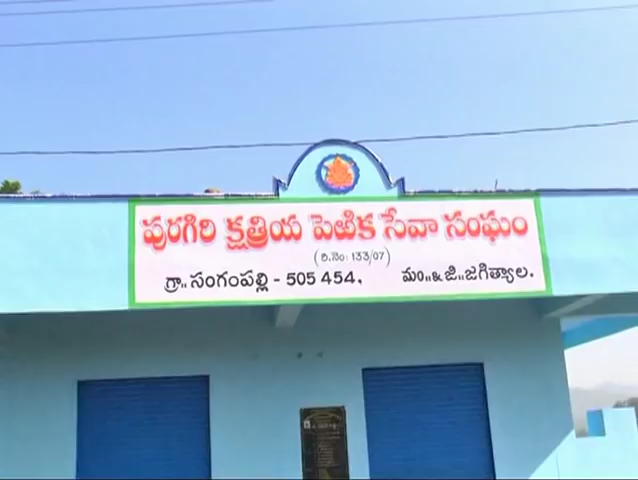 పురగిరి క్షత్రియ పెఱిక సేవా సంఘం
(రి.నెం: 133/07)
గ్రా.. సంగంపల్లి - 505 454, మం..& జి.. జగిత్యాల.